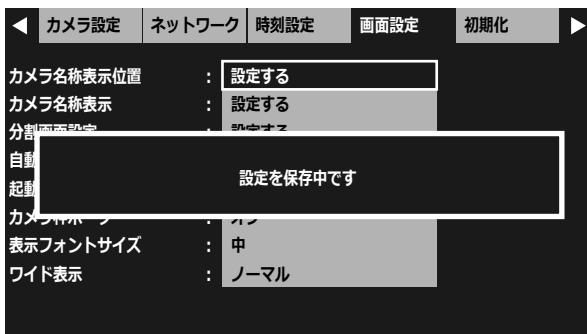 カメラ設定 ネットワーク 時刻設定 画面設定 初期化
カメラ名称表示位置 : 設定する
カメラ名称表示 : 設定する
設定を保存中です
表示フォントサイズ : 中
ワイド表示 : ノーマル